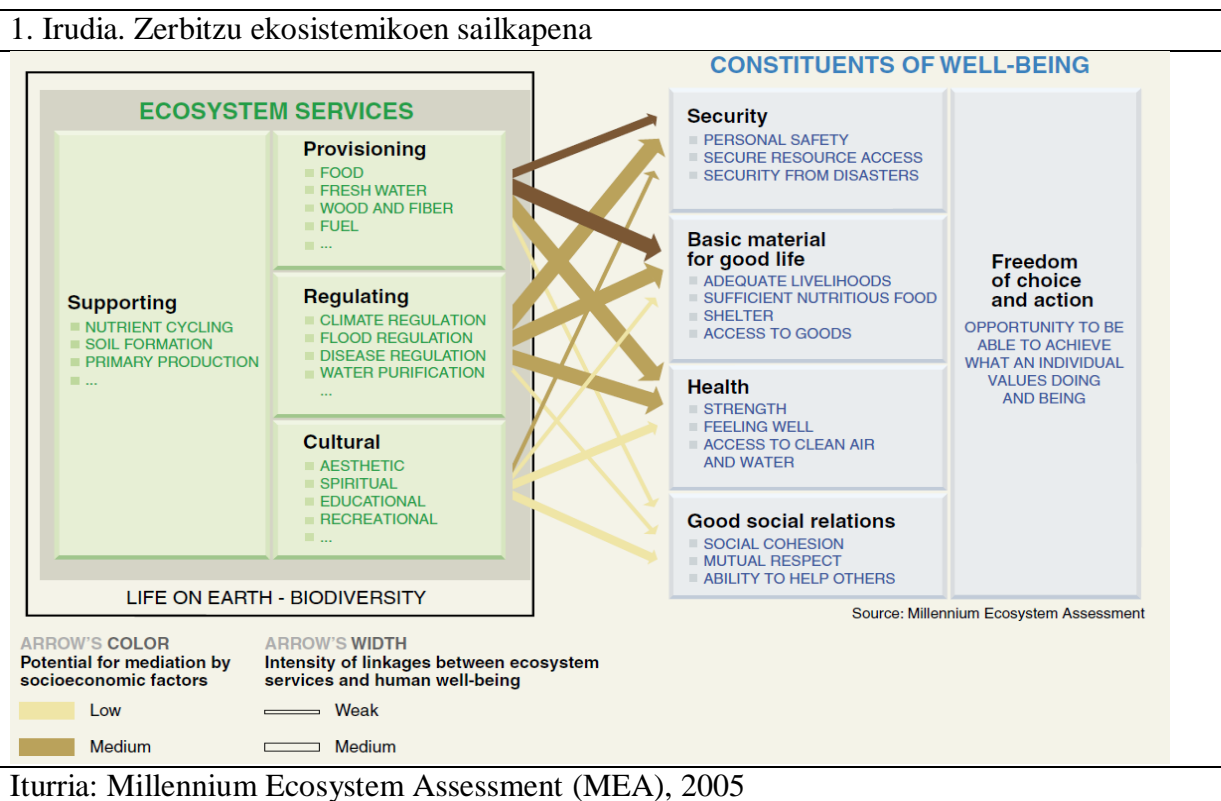 1. Irudia. Zerbitzu ekosistemikoen sailkapena
ECOSYSTEM SERVICES
Supporting
NUTRIENT CYCLING
SOIL FORMATION
PRIMARY PRODUCTION
...
Provisioning
FOOD
FRESH WATER
WOOD AND FIBER
FUEL
...
Regulating
CLIMATE REGULATION
FLOOD REGULATION
DISEASE REGULATION
WATER PURIFICATION
...
Cultural
AESTHETIC
SPIRITUAL
EDUCATIONAL
RECREATIONAL
...
LIFE ON EARTH - BIODIVERSITY
CONSTITUENTS OF WELL-BEING
Security
PERSONAL SAFETY
SECURE RESOURCE ACCESS
SECURITY FROM DISASTERS
Basic material
for good life
ADEQUATE LIVELIHOODS
SUFFICIENT NUTRITIOUS FOOD
SHELTER
ACCESS TO GOODS
Health
STRENGTH
FEELING WELL
ACCESS TO CLEAN AIR
AND WATER
Good social relations
SOCIAL COHESION
MUTUAL RESPECT
ABILITY TO HELP OTHERS
Freedom
of choice
and action
OPPORTUNITY TO BE
ABLE TO ACHIEVE
WHAT AN INDIVIDUAL
VALUES DOING
AND BEING
Source: Millennium Ecosystem Assessment
ARROW'S COLOR
Potential for mediation by
socioeconomic factors
Low
Medium
ARROW'S WIDTH
Intensity of linkages between ecosystem
services and human well-being
Weak
Medium
Iturria: Millennium Ecosystem Assessment (MEA), 2005